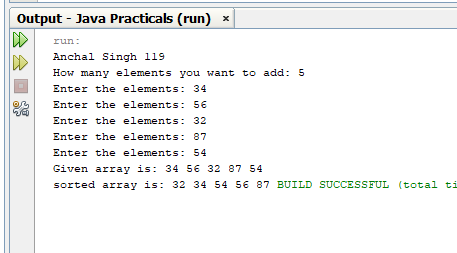 Output - Java Practicals (run) ×
run:
Anchal Singh 119
How many elements you want to add: 5
Enter the elements: 34
Enter the elements: 56
Enter the elements: 32
Enter the elements: 87
Enter the elements: 54
Given array is: 34 56 32 87 54
sorted array is: 32 34 54 56 87 BUILD SUCCESSFUL (total ti